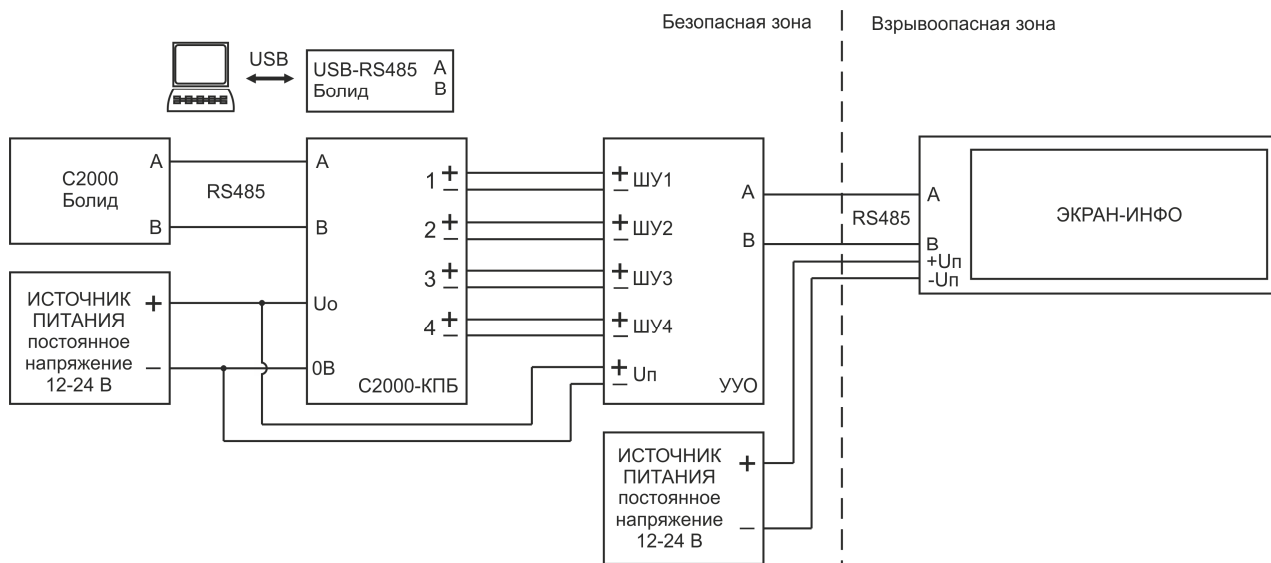 Безопасная зона
Взрывоопасная зона
USB
USB-RS485 A
Болид B
С2000
Болид
A
B
RS485
A
B
Uо
0В
С2000-КПБ
1 + −
2 + −
3 + −
4 + −
+ − ШУ1
+ − ШУ2
+ − ШУ3
+ − ШУ4
+ − Uп
УУО
A
B
RS485
A
B
+Uп
-Uп
ЭКРАН-ИНФО
ИСТОЧНИК
ПИТАНИЯ
постоянное
напряжение
12-24 В
+
−
ИСТОЧНИК
ПИТАНИЯ
постоянное
напряжение
12-24 В
+
−